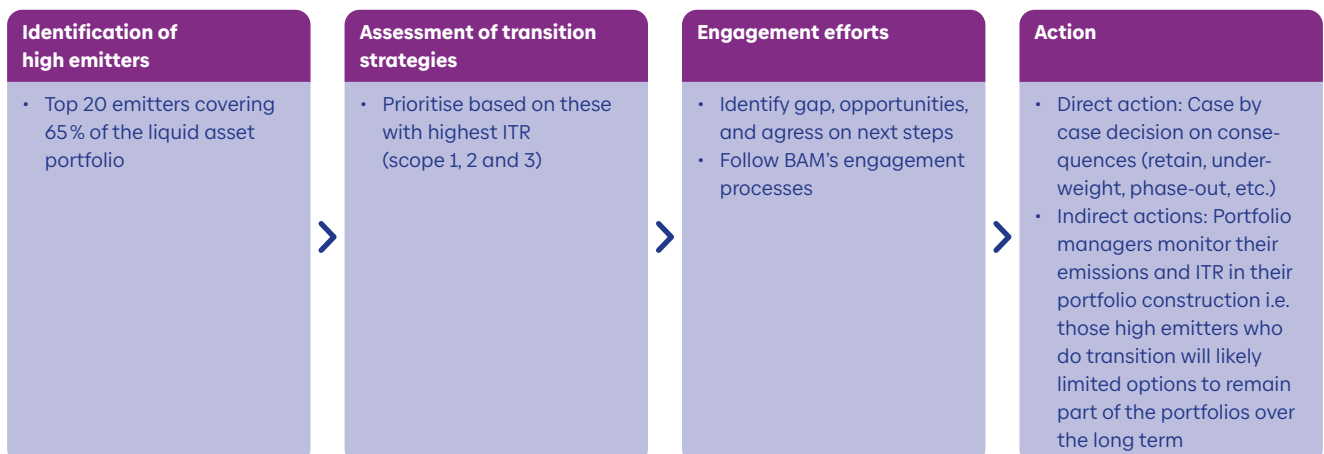 Identification of
high emitters
• Top 20 emitters covering
65 % of the liquid asset
portfolio
Assessment of transition
strategies
• Prioritise based on these
with highest ITR
(scope 1, 2 and 3)
Engagement efforts
• Identify gap, opportunities,
and agress on next steps
• Follow BAM’s engagement
processes
Action
• Direct action: Case by
case decision on conse-
quences (retain, under-
weight, phase-out, etc.)
• Indirect actions: Portfolio
managers monitor their
emissions and ITR in their
portfolio construction i.e.
those high emitters who
do transition will likely
limited options to remain
part of the portfolios over
the long term